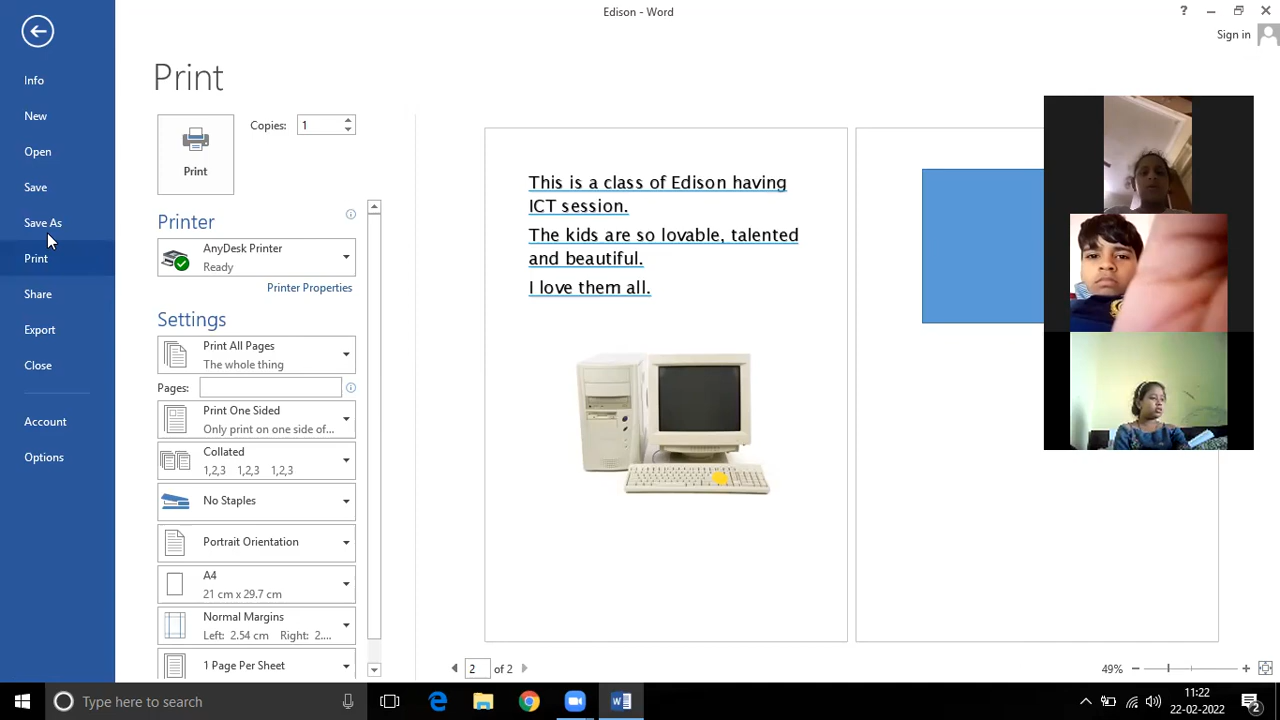 Edison - Word
?
Sign in
Info
New
Open
Save
Save As
Print
Share
Export
Close
Account
Options
Print
Print
Copies: 1
Printer
AnyDesk Printer
Ready
Printer Properties
Settings
Print All Pages
The whole thing
Pages:
Print One Sided
Only print on one side of...
Collated
1,2,3 1,2,3 1,2,3
No Staples
Portrait Orientation
A4
21 cm x 29.7 cm
Normal Margins
Left: 2.54 cm Right: 2....
1 Page Per Sheet
This is a class of Edison having
ICT session.
The kids are so lovable, talented
and beautiful.
I love them all.
2 of 2
49%
Type here to search
11:22
22-02-2022
2